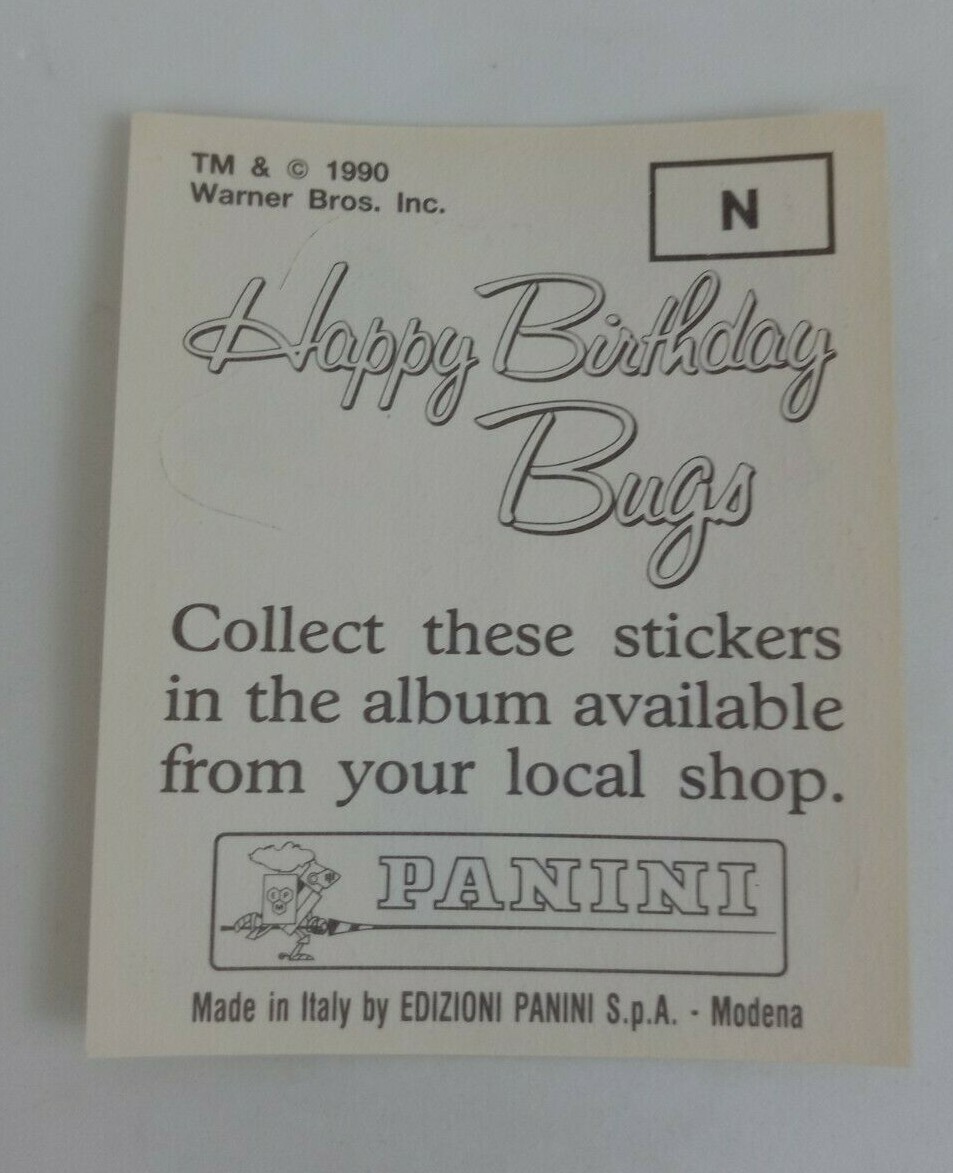 TM & © 1990
Warner Bros. Inc.
N
Happy Birthday
Bugs
Collect these stickers
in the album available
from your local shop.
PANINI
Made in Italy by EDIZIONI PANINI S.p.A. - Modena